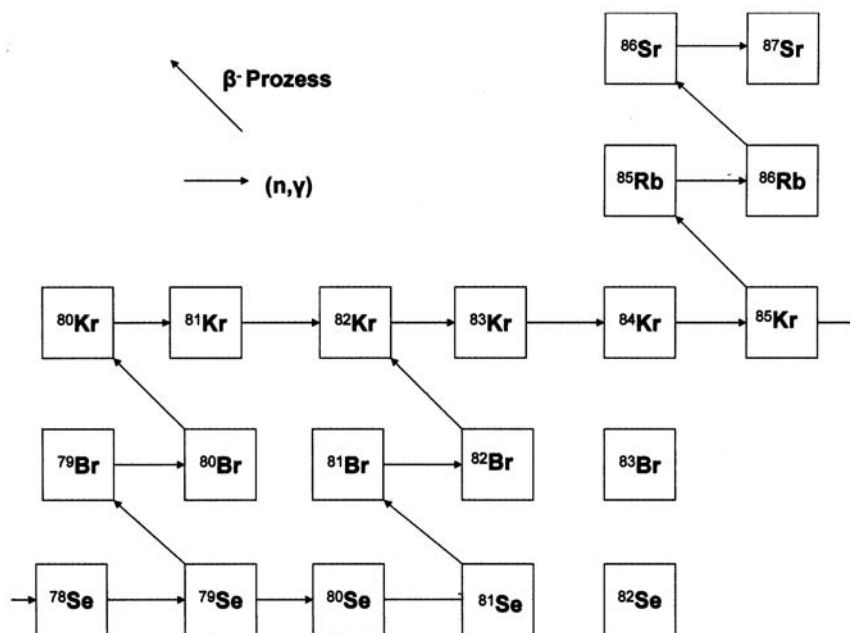 ⁸⁶Sr ⁸⁷Sr
β⁻ Prozess
(n,γ)
⁸⁵Rb ⁸⁶Rb
⁸⁰Kr ⁸¹Kr ⁸²Kr ⁸³Kr ⁸⁴Kr ⁸⁵Kr
⁷⁹Br ⁸⁰Br ⁸¹Br ⁸²Br ⁸³Br
⁷⁸Se ⁷⁹Se ⁸⁰Se ⁸¹Se ⁸²Se